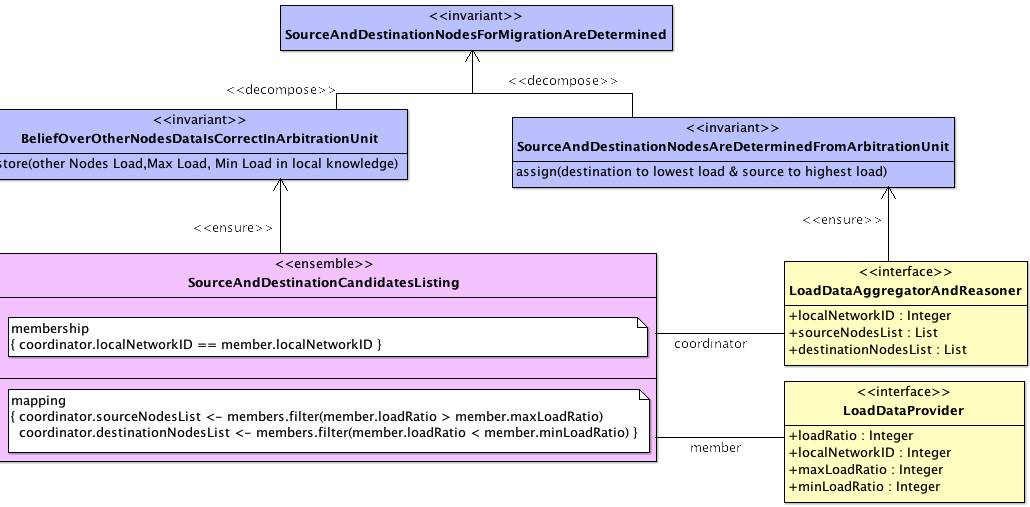 <<invariant>>
SourceAndDestinationNodesForMigrationAreDetermined
<<decompose>>
<<decompose>>
<<invariant>>
BeliefOverOtherNodesDataIsCorrectInArbitrationUnit
store(other Nodes Load,Max Load, Min Load in local knowledge)
<<invariant>>
SourceAndDestinationNodesAreDeterminedFromArbitrationUnit
assign(destination to lowest load & source to highest load)
<<ensure>>
<<ensure>>
<<ensemble>>
SourceAndDestinationCandidatesListing
membership
{ coordinator.localNetworkID == member.localNetworkID }
mapping
{ coordinator.sourceNodesList <- members.filter(member.loadRatio > member.maxLoadRatio)
coordinator.destinationNodesList <- members.filter(member.loadRatio < member.minLoadRatio) }
coordinator
member
<<interface>>
LoadDataAggregatorAndReasoner
+localNetworkID : Integer
+sourceNodesList : List
+destinationNodesList : List
<<interface>>
LoadDataProvider
+loadRatio : Integer
+localNetworkID : Integer
+maxLoadRatio : Integer
+minLoadRatio : Integer